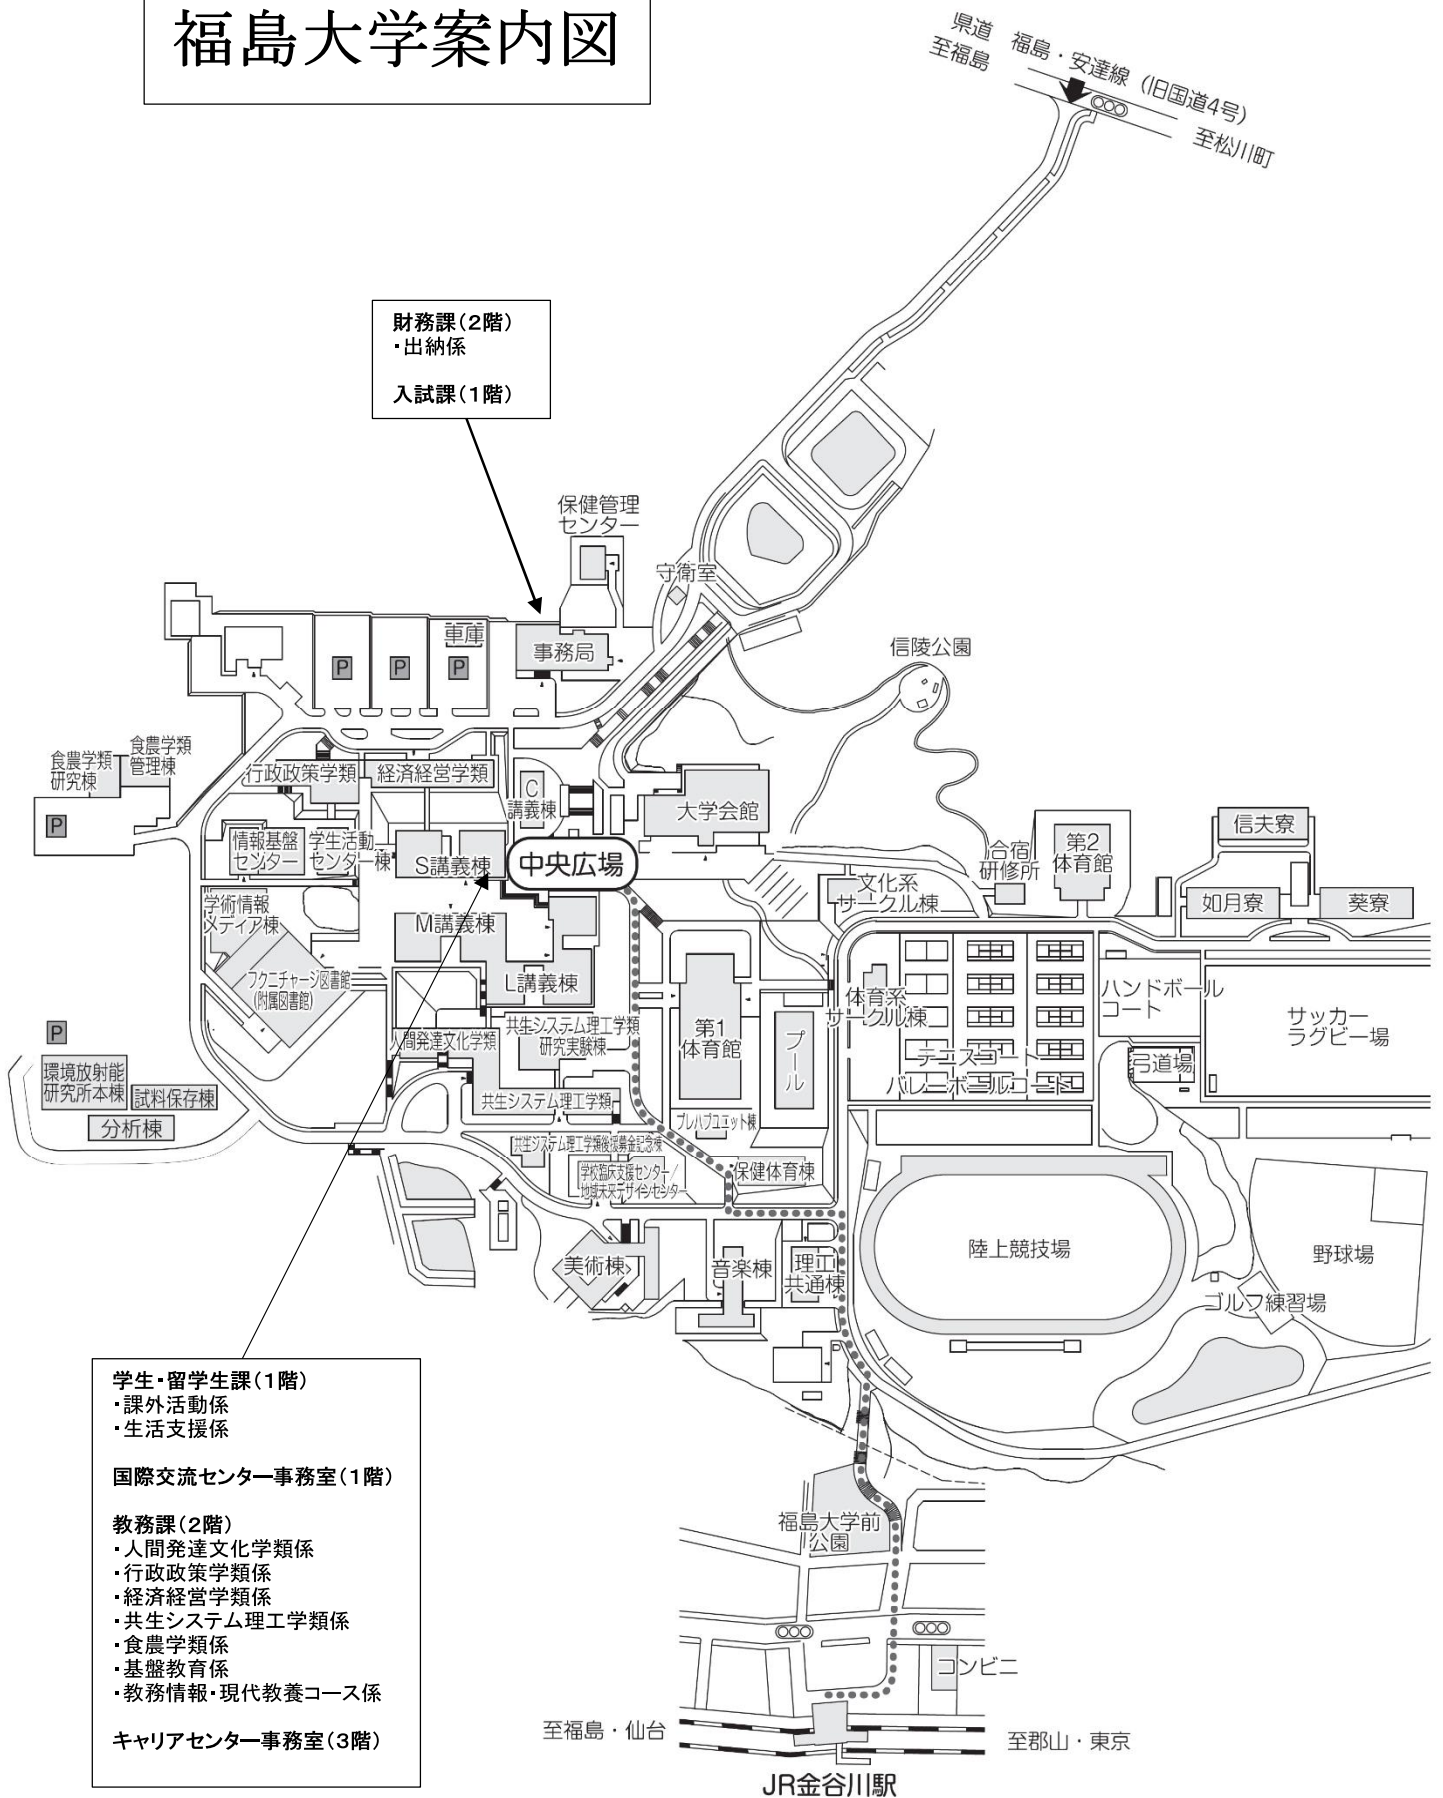 福島大学案内図
県道 福島・安達線（旧国道4号）
至福島
至松川町
財務課（2階）
・出納係
入試課（1階）
保健管理
センター
守衛室
車庫
P
P
P
事務局
信陵公園
食農学類
研究棟
食農学類
管理棟
行政政策学類
経済経営学類
C
講義棟
大学会館
P
情報基盤
センター
学生活動
センター棟
S講義棟
中央広場
合宿
研修所
第2
体育館
信夫寮
文化系
サークル棟
如月寮
葵寮
学術情報
メディア棟
M講義棟
フクニチャージ図書館
(附属図書館)
L講義棟
体育系
サークル棟
ハンドボール
コート
サッカー
ラグビー場
P
人間発達文化学類
共生システム理工学類
研究実験棟
第1
体育館
プール
テニスコート
バレーボールコート
弓道場
環境放射能
研究所本棟
試料保存棟
分析棟
共生システム理工学類
プレハブユニット棟
共生システム理工学類後援募金記念棟
学校臨床支援センター／
地域未来デザインセンター
保健体育棟
美術棟
音楽棟
理工
共通棟
陸上競技場
野球場
ゴルフ練習場
学生・留学生課（1階）
・課外活動係
・生活支援係
国際交流センター事務室（1階）
教務課（2階）
・人間発達文化学類係
・行政政策学類係
・経済経営学類係
・共生システム理工学類係
・食農学類係
・基盤教育係
・教務情報・現代教養コース係
キャリアセンター事務室（3階）
福島大学前
公園
コンビニ
至福島・仙台
至郡山・東京
JR金谷川駅